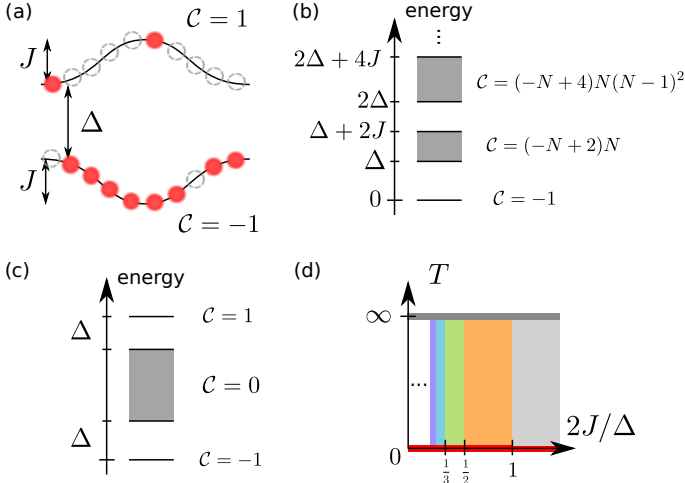 (a)
𝒞 = 1
J
Δ
J
𝒞 = −1
(b)
energy
⋮
2Δ + 4J
𝒞 = (−N + 4)N(N − 1)²
2Δ
Δ + 2J
𝒞 = (−N + 2)N
Δ
0
𝒞 = −1
(c)
energy
𝒞 = 1
Δ
𝒞 = 0
Δ
𝒞 = −1
(d)
T
∞
...
2J/Δ
0
1/3 1/2 1